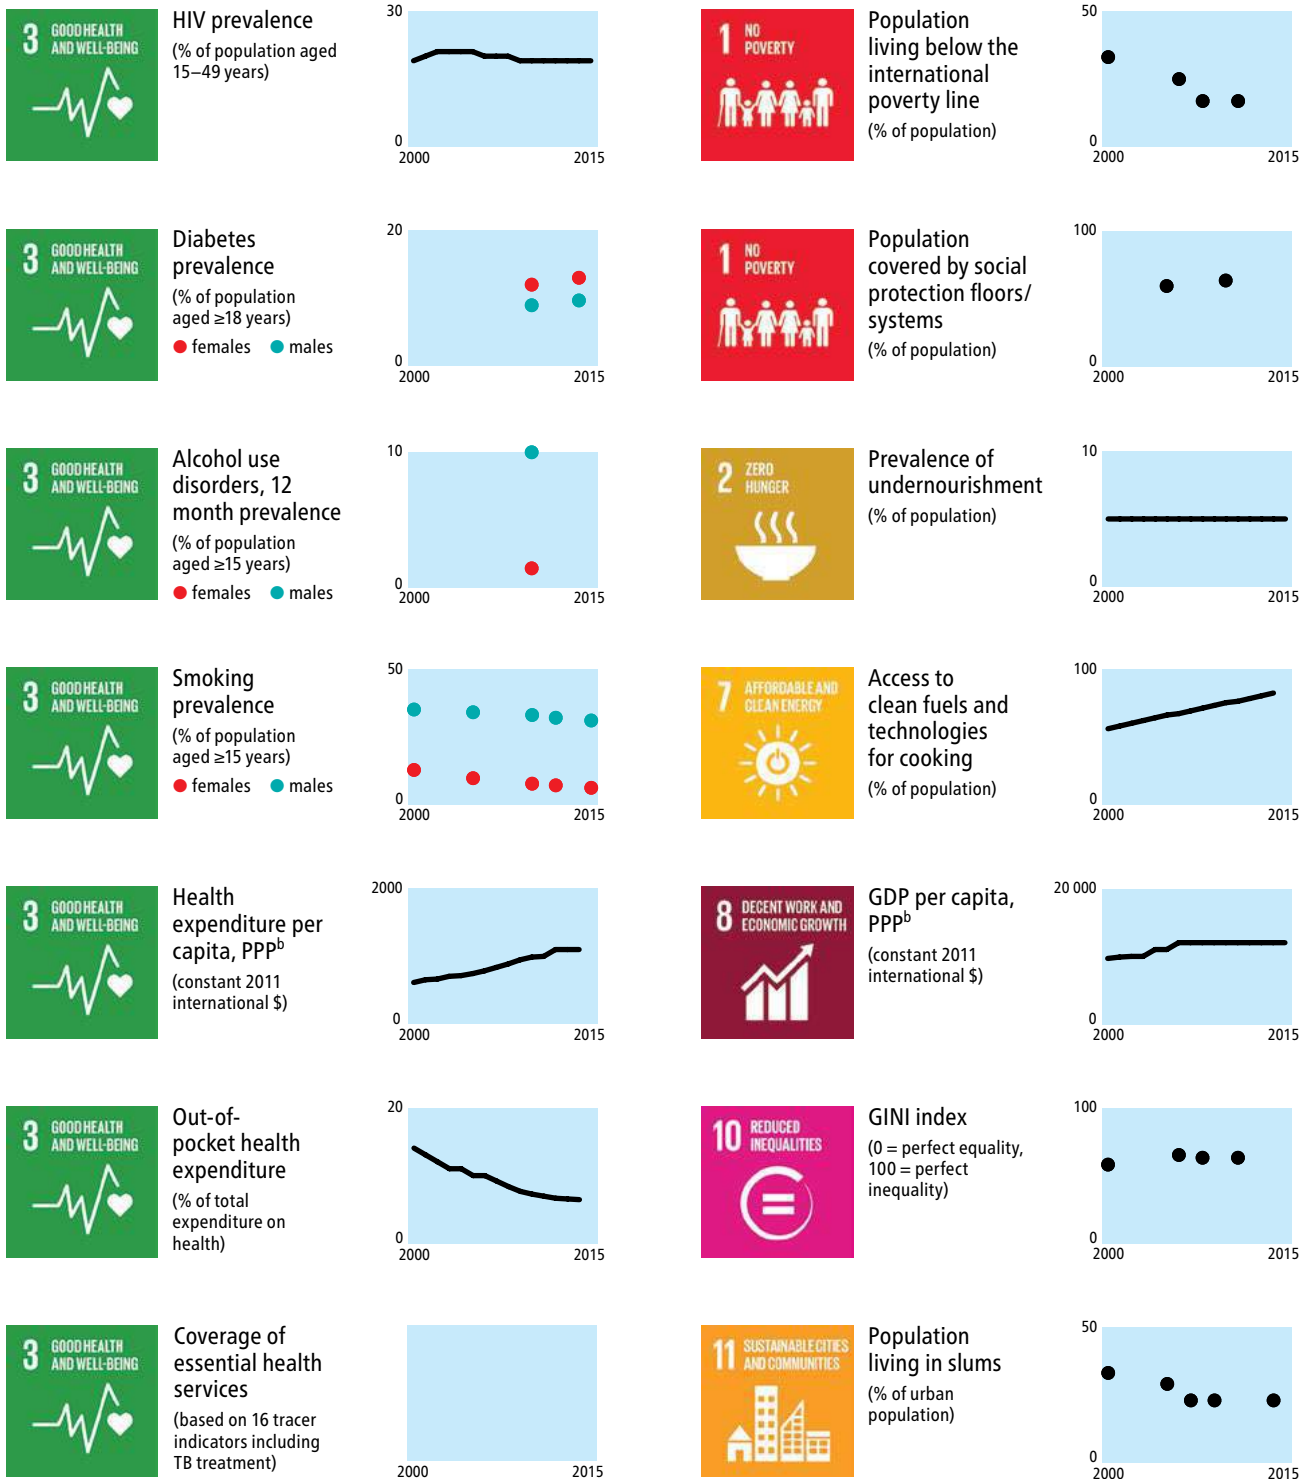 3 GOOD HEALTH
AND WELL-BEING
HIV prevalence
(% of population aged
15–49 years)
30
0
2000 2015
3 GOOD HEALTH
AND WELL-BEING
Diabetes
prevalence
(% of population
aged ≥18 years)
females males
20
0
2000 2015
3 GOOD HEALTH
AND WELL-BEING
Alcohol use
disorders, 12
month prevalence
(% of population
aged ≥15 years)
females males
10
0
2000 2015
3 GOOD HEALTH
AND WELL-BEING
Smoking
prevalence
(% of population
aged ≥15 years)
females males
50
0
2000 2015
3 GOOD HEALTH
AND WELL-BEING
Health
expenditure per
capita, PPPb
(constant 2011
international $)
2000
0
2000 2015
3 GOOD HEALTH
AND WELL-BEING
Out-of-
pocket health
expenditure
(% of total
expenditure on
health)
20
0
2000 2015
3 GOOD HEALTH
AND WELL-BEING
Coverage of
essential health
services
(based on 16 tracer
indicators including
TB treatment)
2000 2015
1 NO
POVERTY
Population
living below the
international
poverty line
(% of population)
50
0
2000 2015
1 NO
POVERTY
Population
covered by social
protection floors/
systems
(% of population)
100
0
2000 2015
2 ZERO
HUNGER
Prevalence of
undernourishment
(% of population)
10
0
2000 2015
7 AFFORDABLE AND
CLEAN ENERGY
Access to
clean fuels and
technologies
for cooking
(% of population)
100
0
2000 2015
8 DECENT WORK AND
ECONOMIC GROWTH
GDP per capita,
PPPb
(constant 2011
international $)
20 000
0
2000 2015
10 REDUCED
INEQUALITIES
GINI index
(0 = perfect equality,
100 = perfect
inequality)
100
0
2000 2015
11 SUSTAINABLE CITIES
AND COMMUNITIES
Population
living in slums
(% of urban
population)
50
0
2000 2015